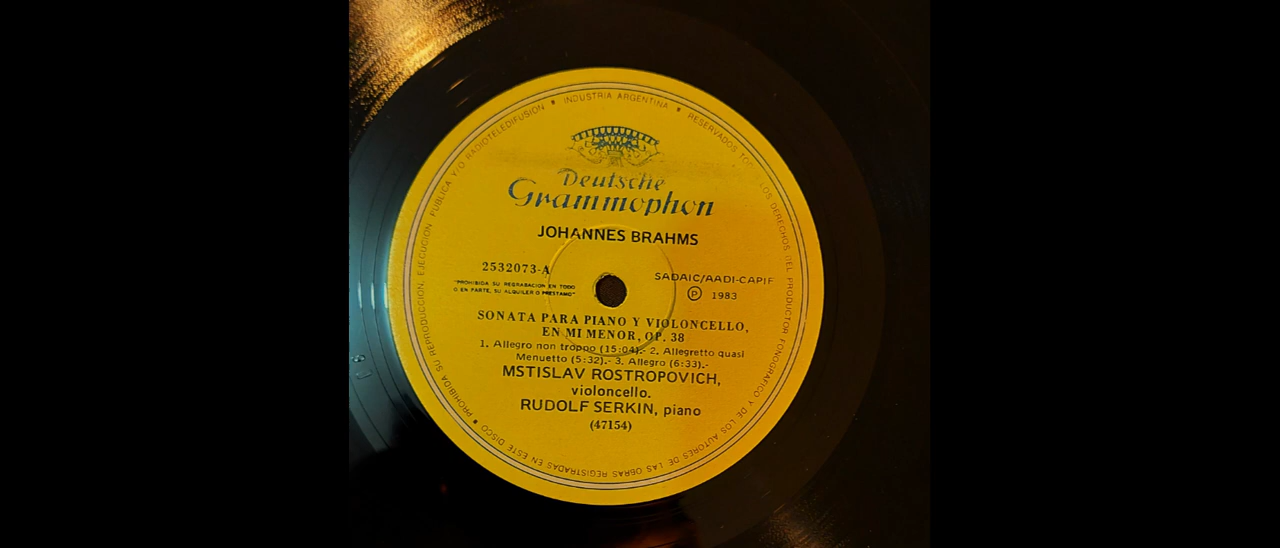 INDUSTRIA ARGENTINA ■ RESERVADOS LOS DERECHOS DEL PRODUCTOR FONOGRAFICO Y DE LOS AUTORES DE LAS OBRAS REGISTRADAS EN ESTE DISCO ■ PROHIBIDA SU REPRODUCCION, EJECUCION PUBLICA Y/O RADIOTELEDIFUSION ■
Deutsche
Grammophon
JOHANNES BRAHMS
2532073-A
SADAIC/AADI-CAPIF
"PROHIBIDA SU REGRABACION EN TODO
O EN PARTE, SU ALQUILER O PRESTAMO"
Ⓟ 1983
SONATA PARA PIANO Y VIOLONCELLO,
EN MI MENOR, OP. 38
1. Allegro non troppo (15:04).- 2. Allegretto quasi
Menuetto (5:32).- 3. Allegro (6:33).-
MSTISLAV ROSTROPOVICH,
violoncello.
RUDOLF SERKIN, piano
(47154)